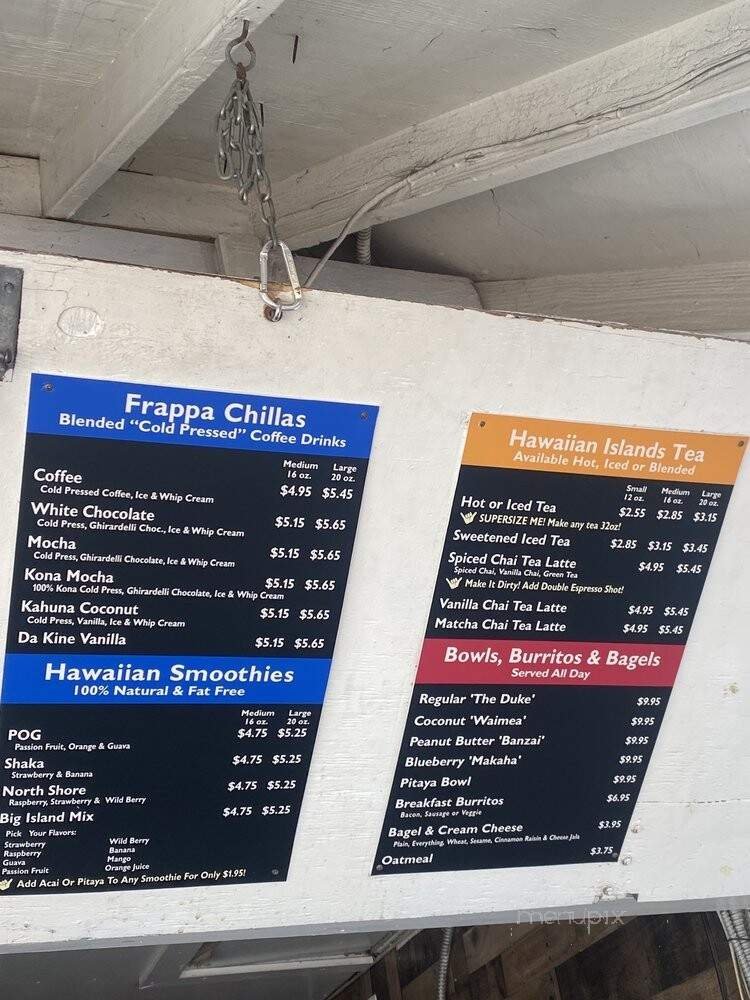 Frappa Chillas
Blended "Cold Pressed" Coffee Drinks
Medium Large
16 oz. 20 oz.
Coffee $4.95 $5.45
Cold Pressed Coffee, Ice & Whip Cream
White Chocolate $5.15 $5.65
Cold Press, Ghirardelli Choc., Ice & Whip Cream
Mocha $5.15 $5.65
Cold Press, Ghirardelli Chocolate, Ice & Whip Cream
Kona Mocha $5.15 $5.65
100% Kona Cold Press, Ghirardelli Chocolate, Ice & Whip Cream
Kahuna Coconut $5.15 $5.65
Cold Press, Vanilla, Ice & Whip Cream
Da Kine Vanilla $5.15 $5.65
Hawaiian Smoothies
100% Natural & Fat Free
Medium Large
16 oz. 20 oz.
POG $4.75 $5.25
Passion Fruit, Orange & Guava
Shaka $4.75 $5.25
Strawberry & Banana
North Shore $4.75 $5.25
Raspberry, Strawberry & Wild Berry
Big Island Mix $4.75 $5.25
Pick Your Flavors:
Strawberry Wild Berry
Raspberry Banana
Guava Mango
Passion Fruit Orange Juice
Add Acai Or Pitaya To Any Smoothie For Only $1.95!
Hawaiian Islands Tea
Available Hot, Iced or Blended
Small Medium Large
12 oz. 16 oz. 20 oz.
Hot or Iced Tea $2.55 $2.85 $3.15
SUPERSIZE ME! Make any tea 32oz!
Sweetened Iced Tea $2.85 $3.15 $3.45
Spiced Chai Tea Latte $4.95 $5.45
Spiced Chai, Vanilla Chai, Green Tea
Make It Dirty! Add Double Espresso Shot!
Vanilla Chai Tea Latte $4.95 $5.45
Matcha Chai Tea Latte $4.95 $5.45
Bowls, Burritos & Bagels
Served All Day
Regular 'The Duke' $9.95
Coconut 'Waimea' $9.95
Peanut Butter 'Banzai' $9.95
Blueberry 'Makaha' $9.95
Pitaya Bowl $9.95
Breakfast Burritos $6.95
Bacon, Sausage or Veggie
Bagel & Cream Cheese $3.95
Plain, Everything, Wheat, Sesame, Cinnamon Raisin & Cheese Jala
Oatmeal $3.75
menupix